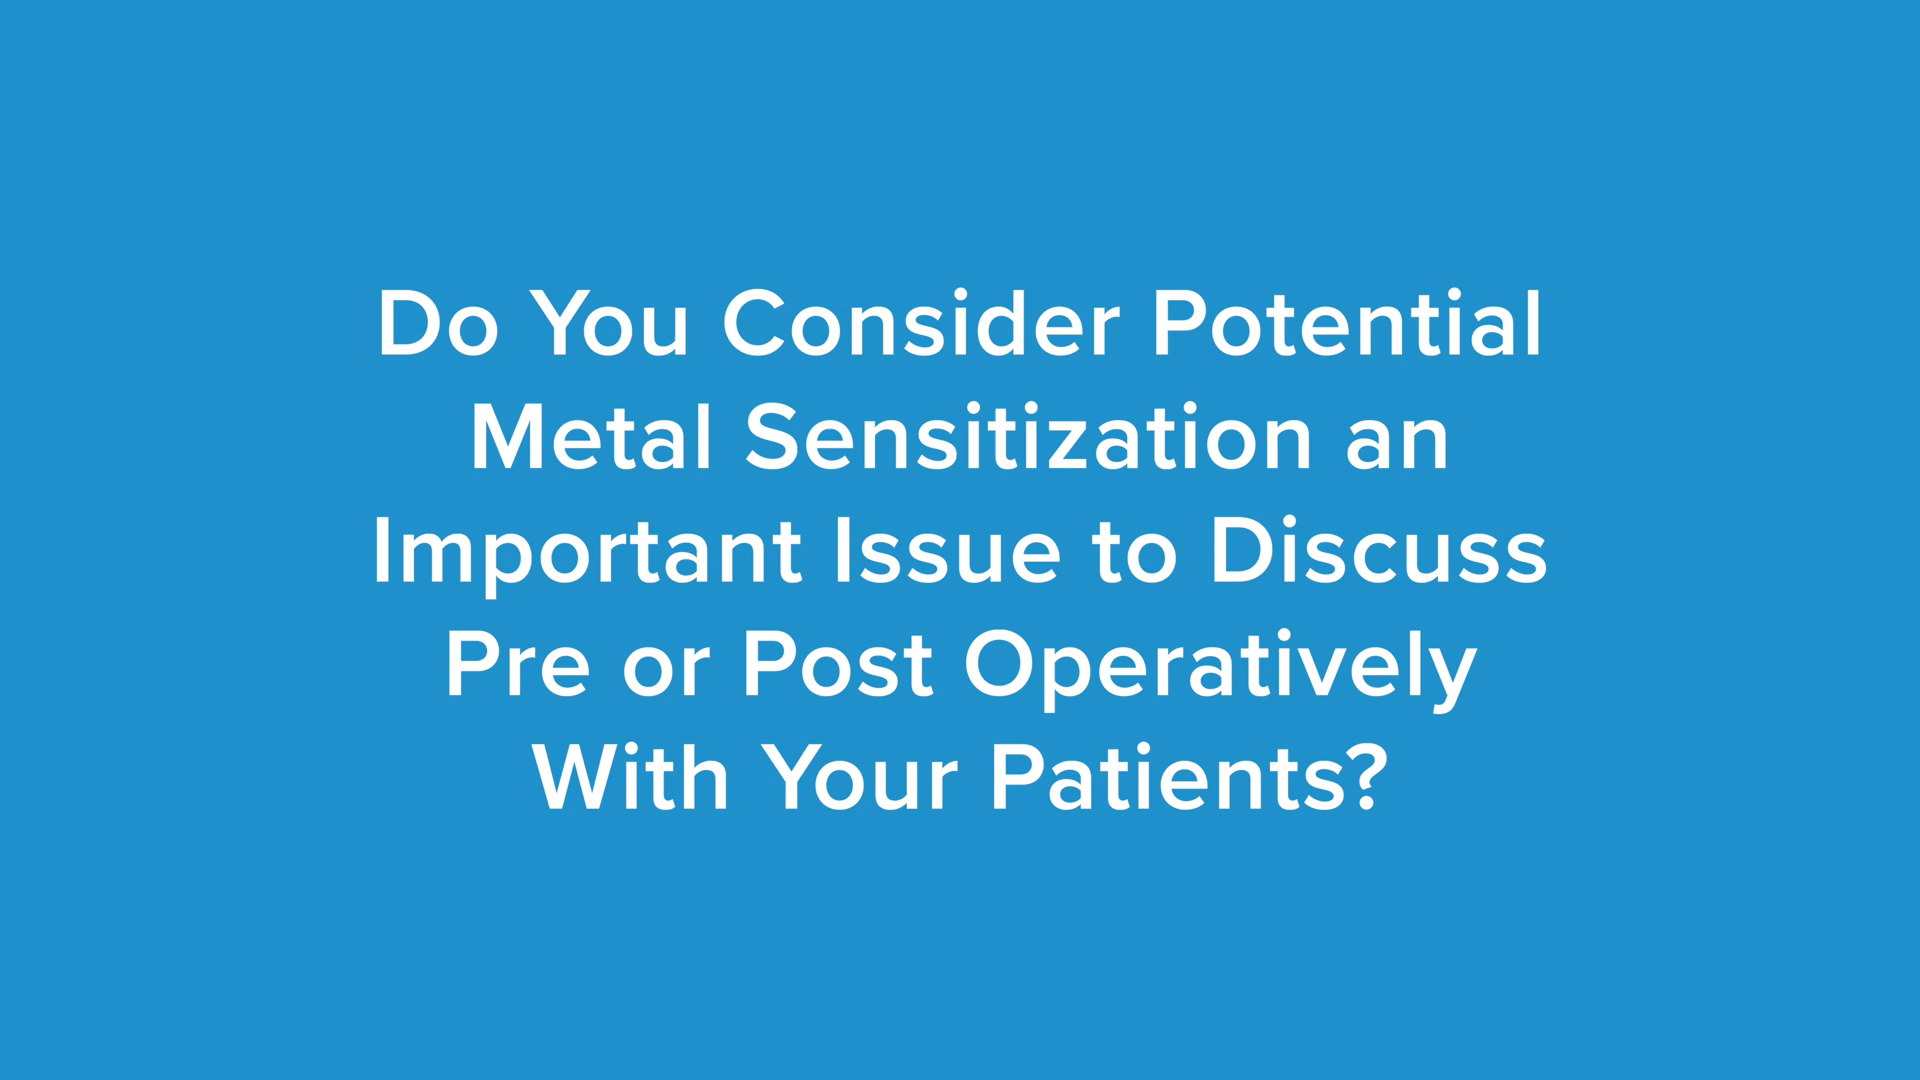 Do You Consider Potential
Metal Sensitization an
Important Issue to Discuss
Pre or Post Operatively
With Your Patients?